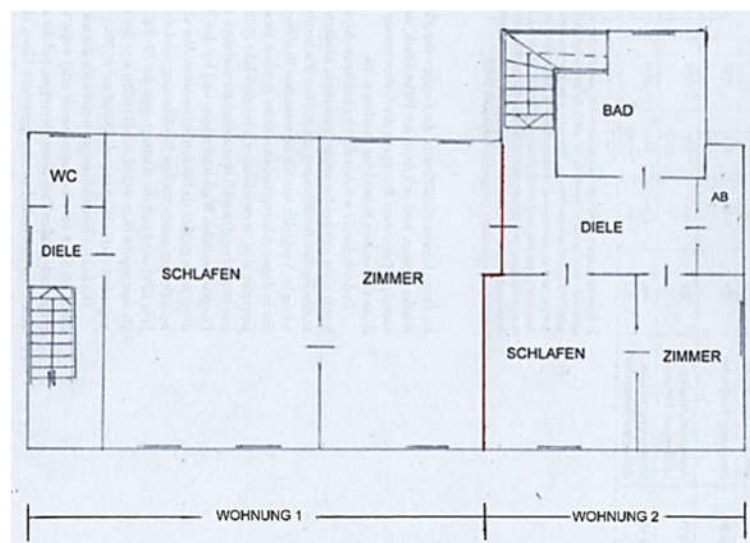 BAD
WC
AB
DIELE
DIELE
SCHLAFEN
ZIMMER
SCHLAFEN
ZIMMER
WOHNUNG 1
WOHNUNG 2